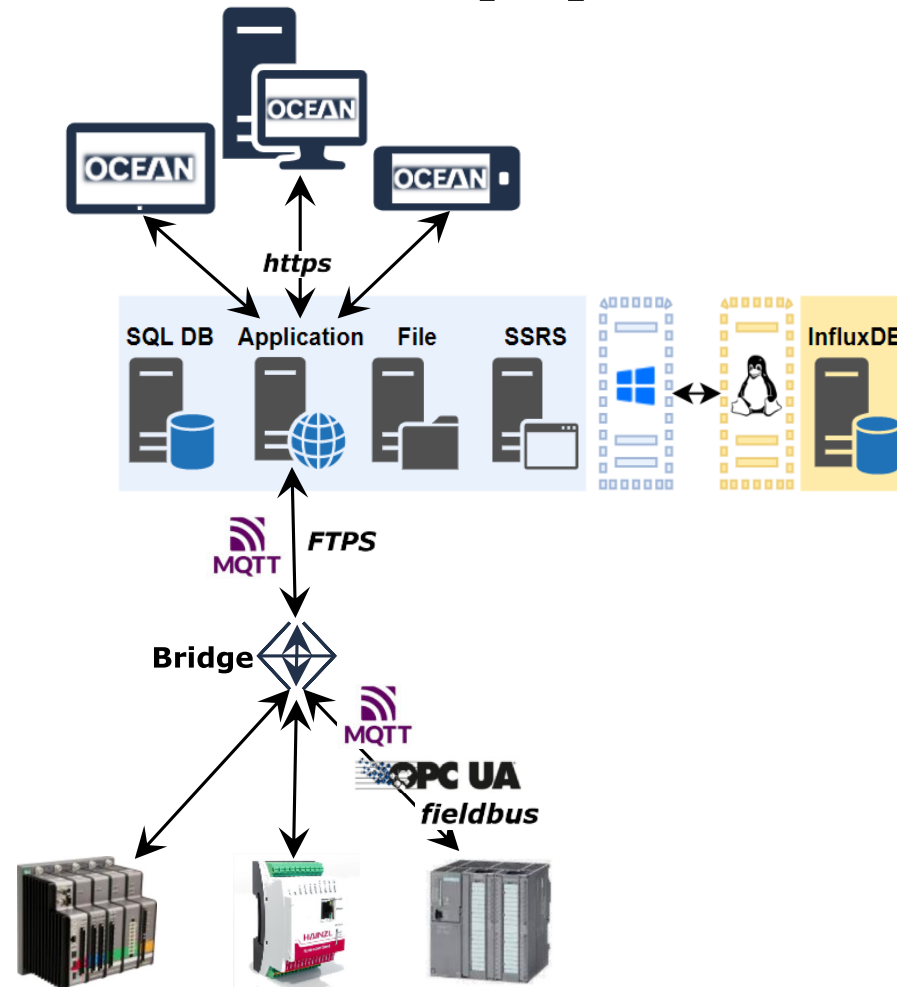 OCEAN
OCEAN
OCEAN
https
SQL DB
Application
File
SSRS
InfluxDB
MQTT
FTPS
Bridge
MQTT
OPC UA
fieldbus
HAINZL